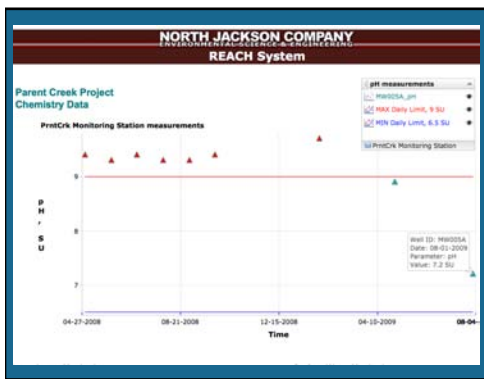 NORTH JACKSON COMPANY
ENVIRONMENTAL SCIENCE & ENGINEERING
REACH System
Parent Creek Project
Chemistry Data
pH measurements
MW005A_pH
MAX Daily Limit, 9 SU
MIN Daily Limit, 6.5 SU
PrntCrk Monitoring Station
PrntCrk Monitoring Station measurements
9
8
7
pH, SU
Well ID: MW005A
Date: 08-01-2009
Parameter: pH
Value: 7.2 SU
04-27-2008 08-21-2008 12-15-2008 04-10-2009 08-04-
Time